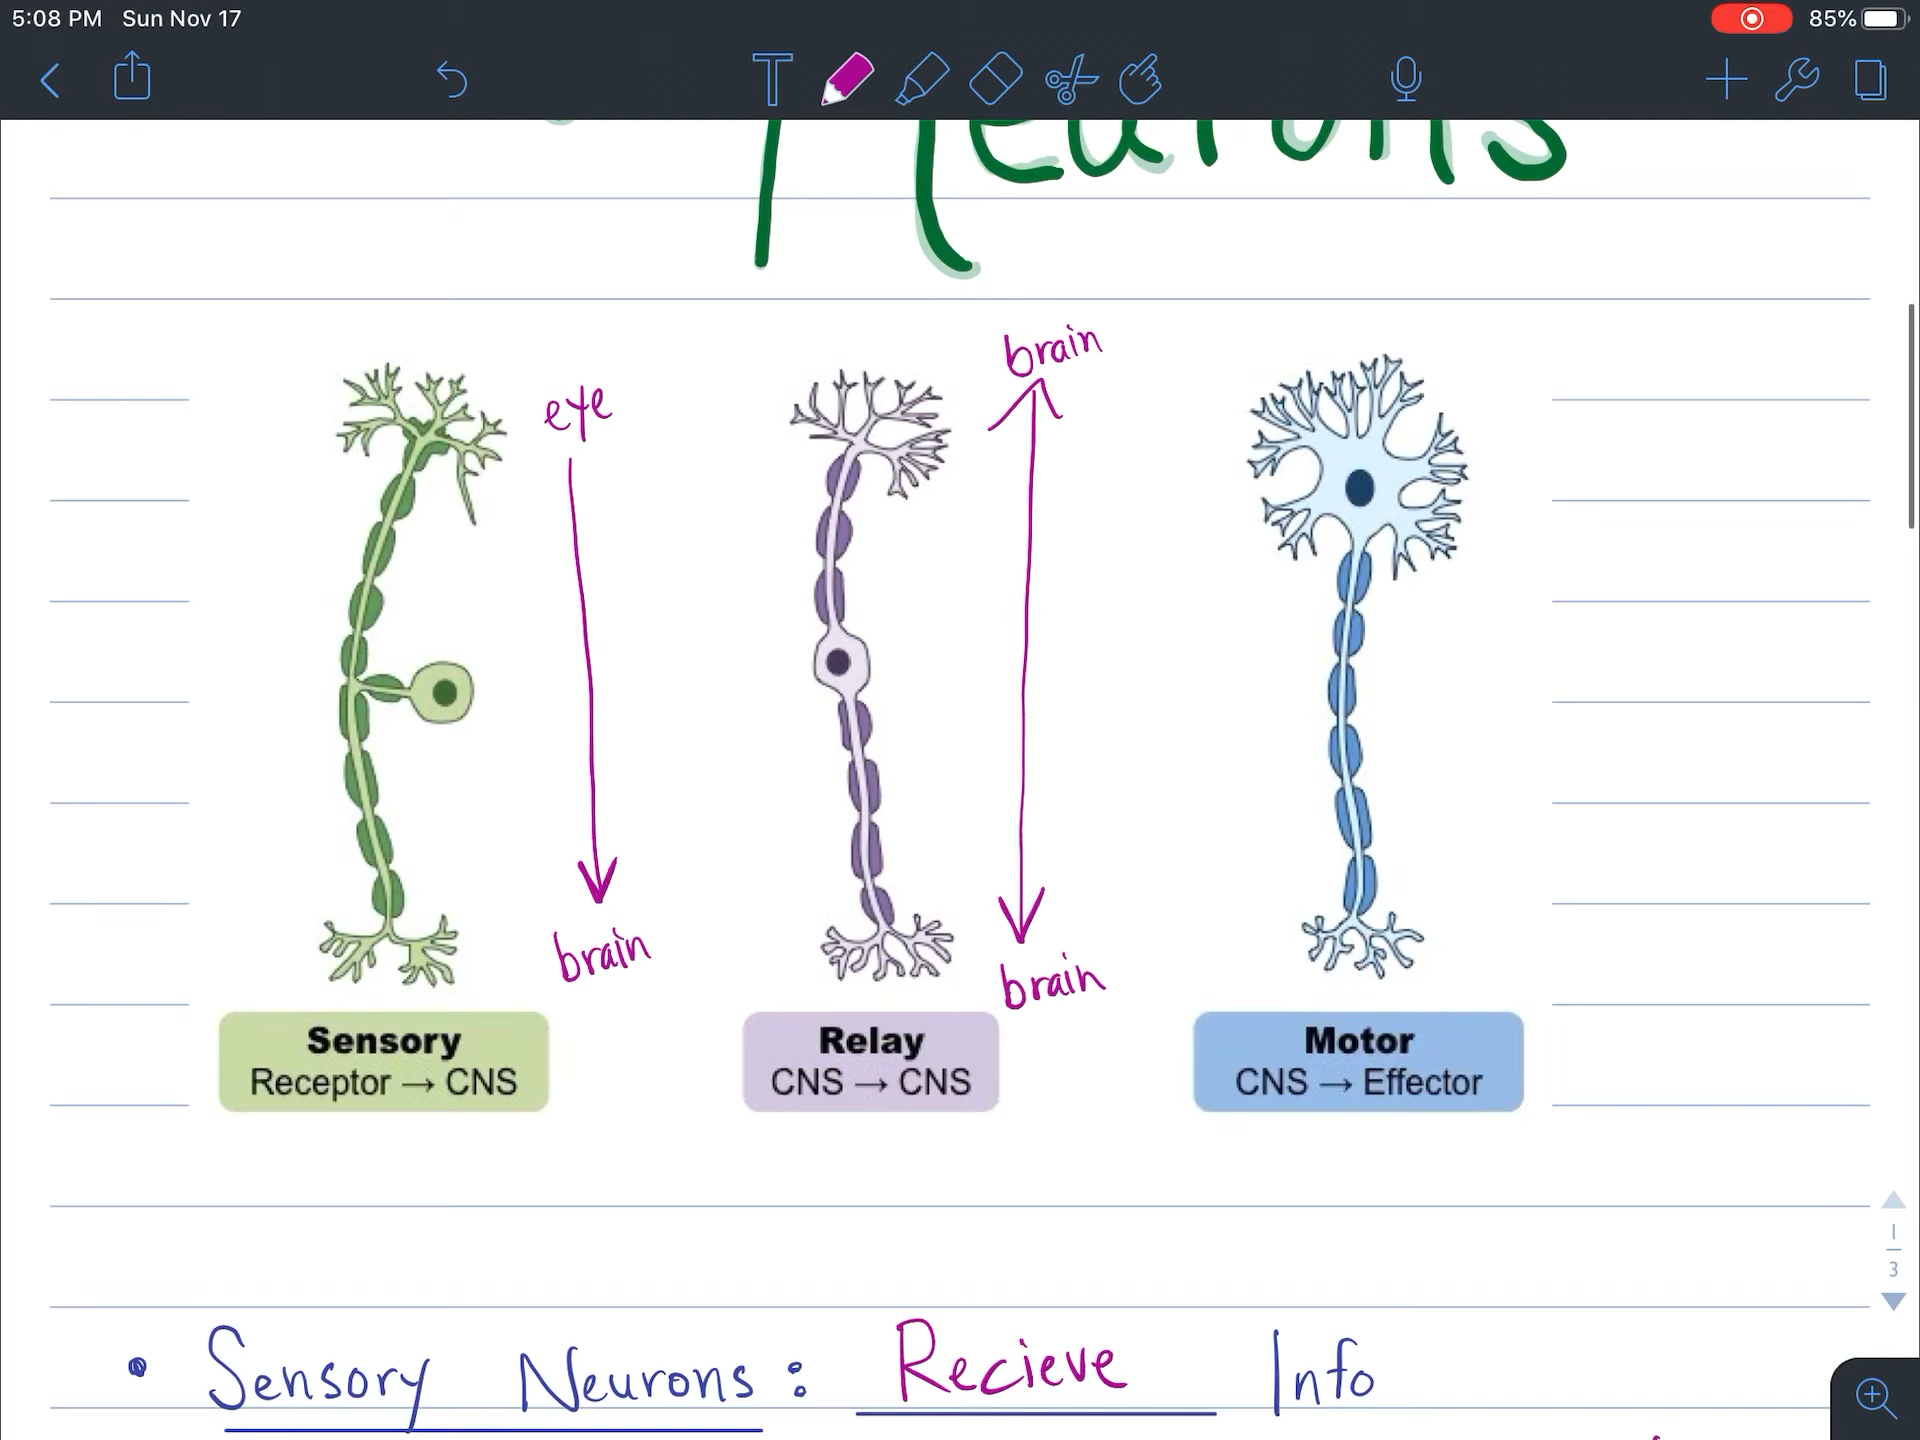 5:08 PM Sun Nov 17
85%
T
Neurons
eye
brain
brain
brain
Sensory
Receptor → CNS
Relay
CNS → CNS
Motor
CNS → Effector
1
3
• Sensory Neurons: Recieve Info